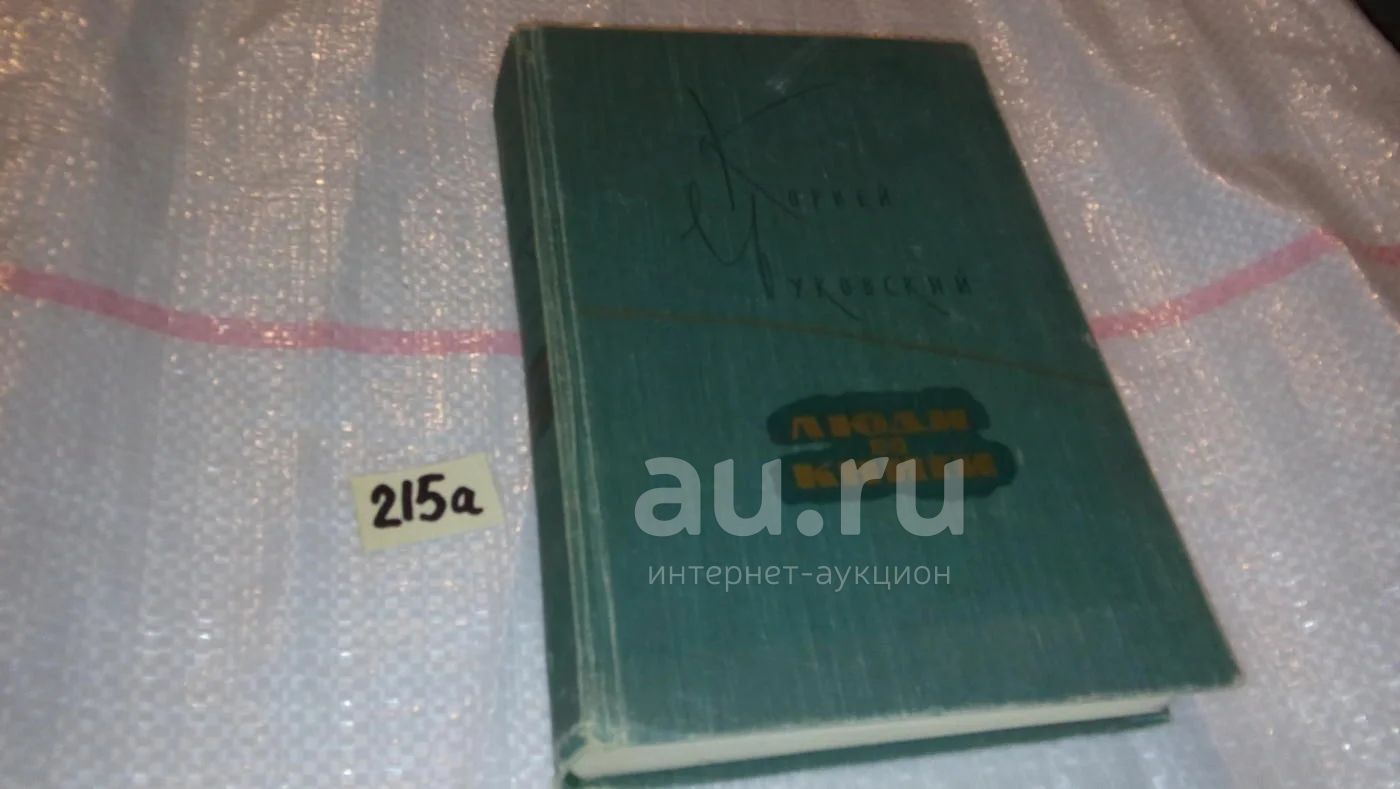 Корней
Чуковский
ЛЮДИ
И
КНИГИ
215а
au.ru
интернет-аукцион